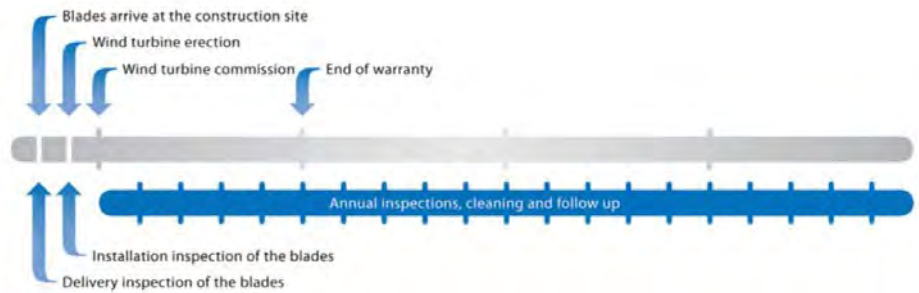 Blades arrive at the construction site
Wind turbine erection
Wind turbine commission
End of warranty
Annual inspections, cleaning and follow up
Installation inspection of the blades
Delivery inspection of the blades